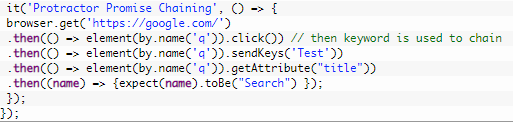 it('Protractor Promise Chaining', () => {
browser.get('https://google.com/')
.then(() => element(by.name('q')).click()) // then keyword is used to chain
.then(() => element(by.name('q')).sendKeys('Test'))
.then(() => element(by.name('q')).getAttribute("title"))
.then((name) => {expect(name).toBe("Search") });
});
});